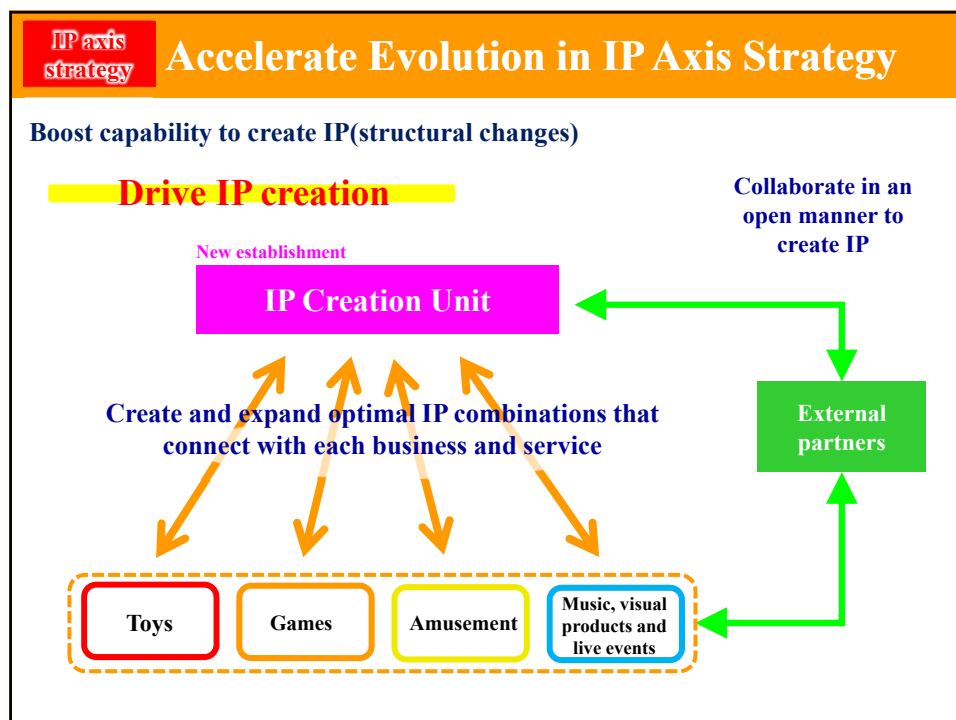 IP axis
strategy
Accelerate Evolution in IP Axis Strategy
Boost capability to create IP(structural changes)
Drive IP creation
Collaborate in an
open manner to
create IP
New establishment
IP Creation Unit
Create and expand optimal IP combinations that
connect with each business and service
External
partners
Toys
Games
Amusement
Music, visual
products and
live events